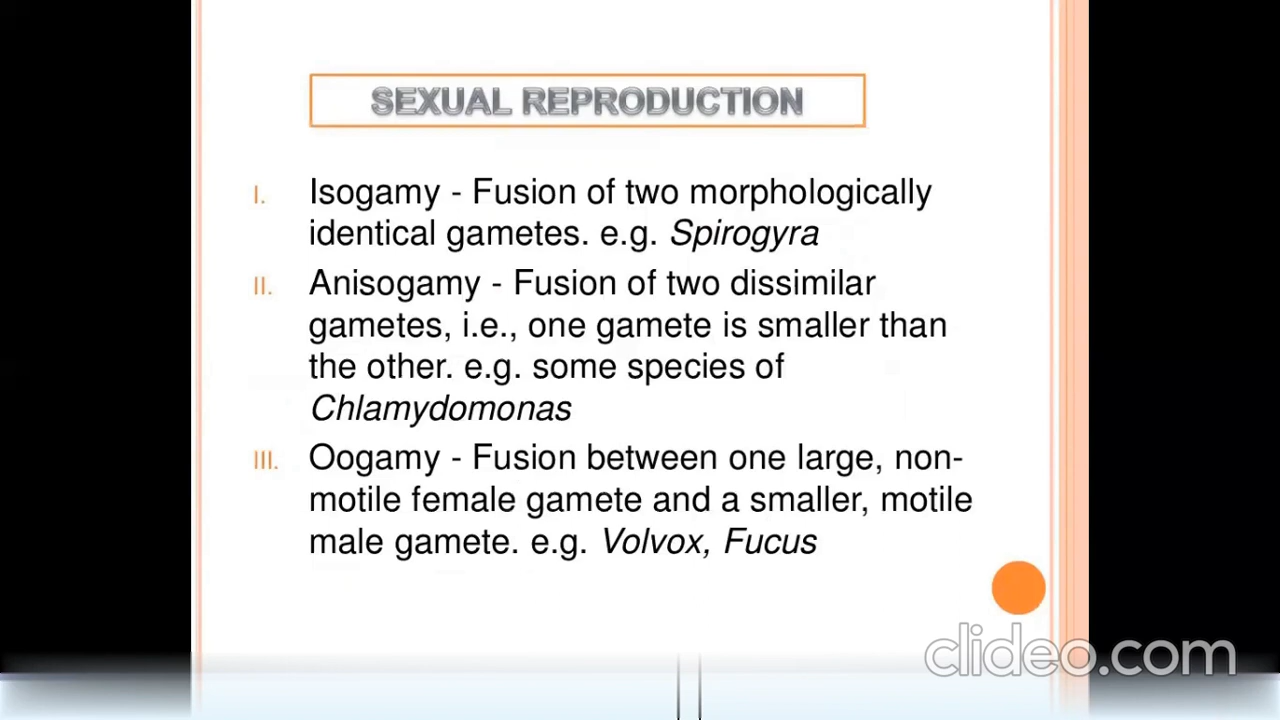 SEXUAL REPRODUCTION
I. Isogamy - Fusion of two morphologically
identical gametes. e.g. Spirogyra
II. Anisogamy - Fusion of two dissimilar
gametes, i.e., one gamete is smaller than
the other. e.g. some species of
Chlamydomonas
III. Oogamy - Fusion between one large, non-
motile female gamete and a smaller, motile
male gamete. e.g. Volvox, Fucus
clideo.com